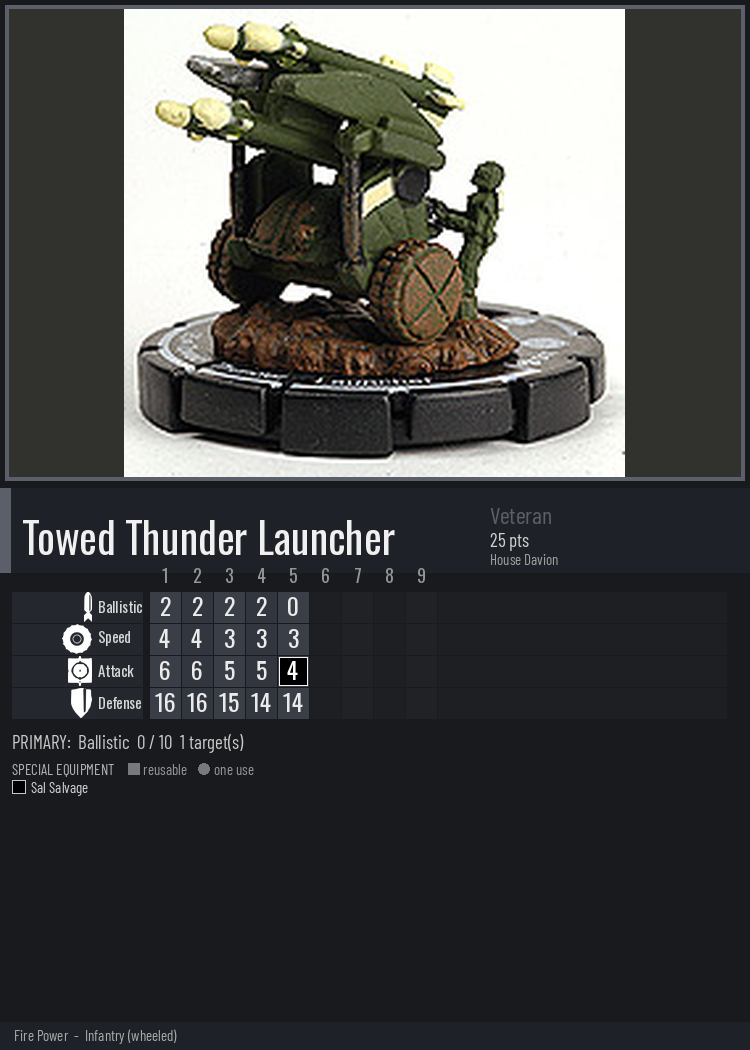 Towed Thunder Launcher
Veteran
25 pts
House Davion
1 2 3 4 5 6 7 8 9
Ballistic 2 2 2 2 0
Speed 4 4 3 3 3
Attack 6 6 5 5 4
Defense 16 16 15 14 14
PRIMARY: Ballistic 0 / 10 1 target(s)
SPECIAL EQUIPMENT reusable one use
Sal Salvage
Fire Power - Infantry (wheeled)